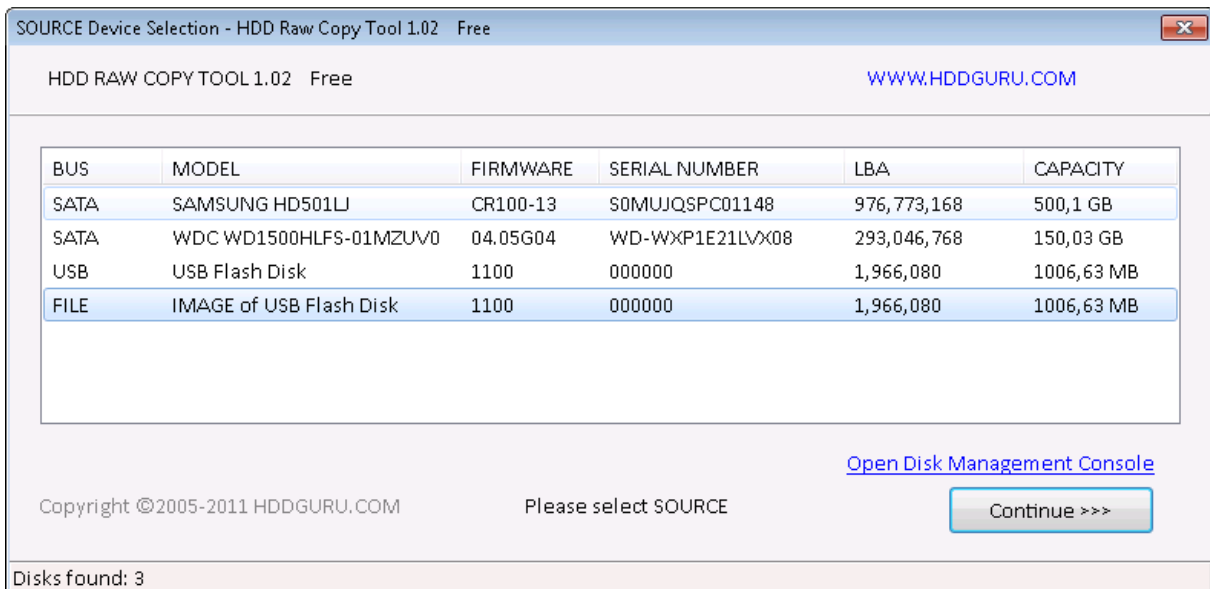 SOURCE Device Selection - HDD Raw Copy Tool 1.02 Free
HDD RAW COPY TOOL 1.02 Free WWW.HDDGURU.COM
BUS MODEL FIRMWARE SERIAL NUMBER LBA CAPACITY
SATA SAMSUNG HD501LJ CR100-13 S0MUJQSPC01148 976,773,168 500,1 GB
SATA WDC WD1500HLFS-01MZUV0 04.05G04 WD-WXP1E21LVX08 293,046,768 150,03 GB
USB USB Flash Disk 1100 000000 1,966,080 1006,63 MB
FILE IMAGE of USB Flash Disk 1100 000000 1,966,080 1006,63 MB
Open Disk Management Console
Copyright ©2005-2011 HDDGURU.COM Please select SOURCE Continue >>>
Disks found: 3